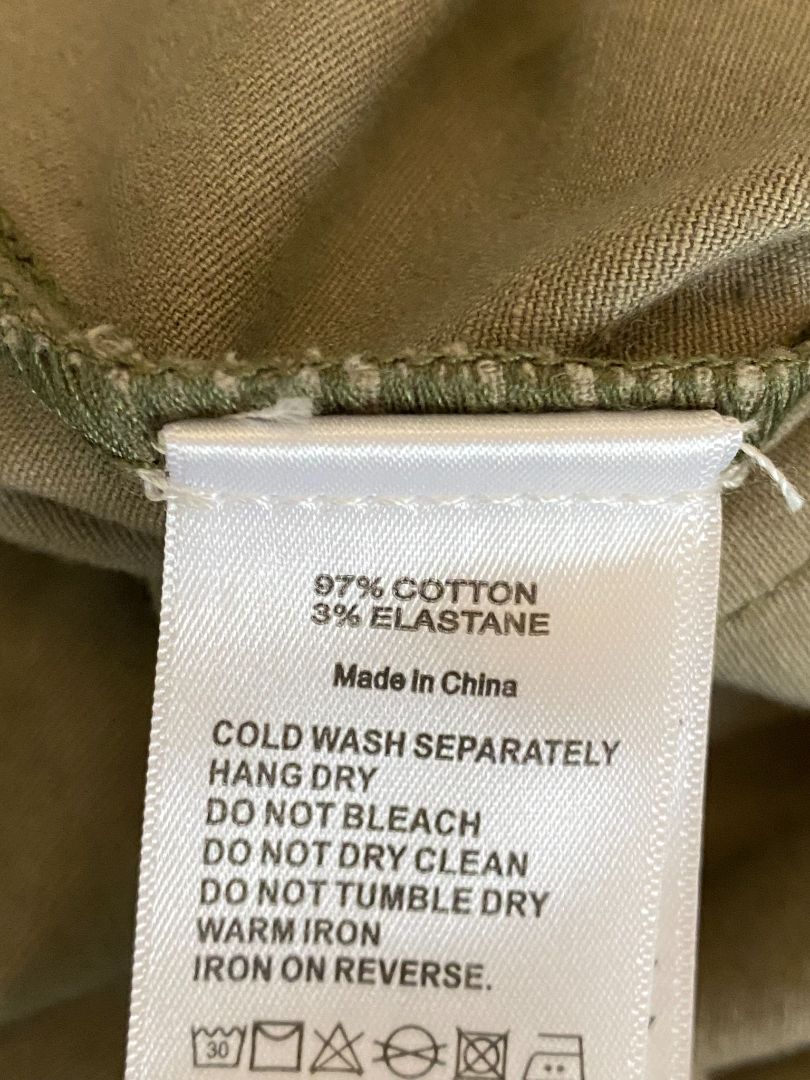 97% COTTON
3% ELASTANE
Made in China
COLD WASH SEPARATELY
HANG DRY
DO NOT BLEACH
DO NOT DRY CLEAN
DO NOT TUMBLE DRY
WARM IRON
IRON ON REVERSE.
30